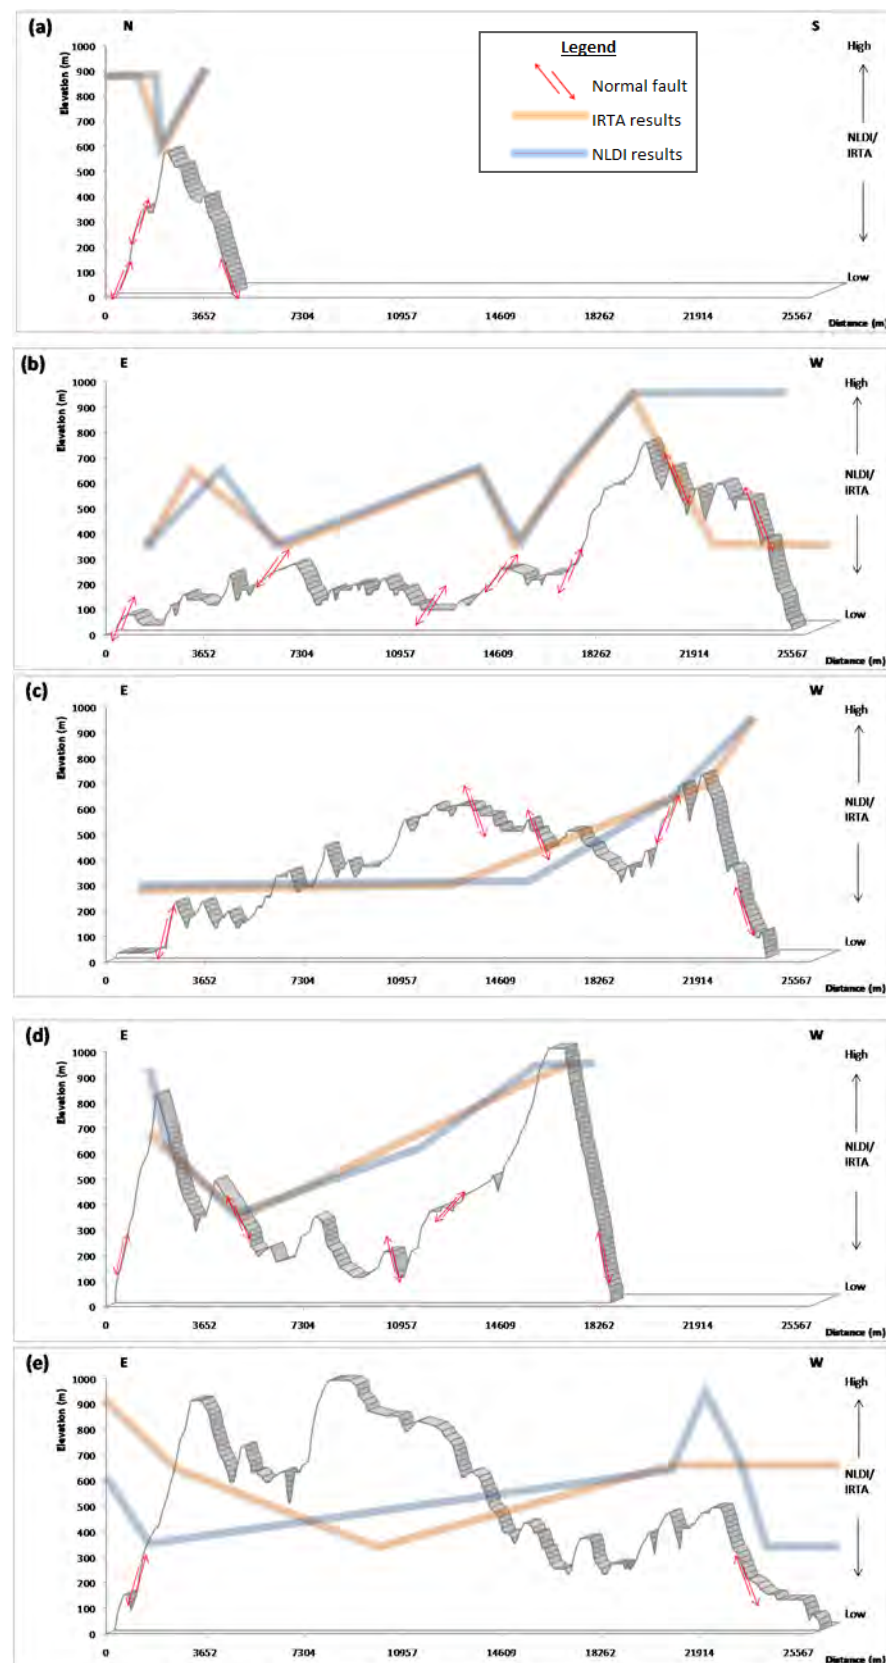 (a)
N
S
Elevation (m)
1000
900
800
700
600
500
400
300
200
100
0
0
3652
7304
10957
14609
18262
21914
25567
Distance (m)
High
NLDI/
IRTA
Low
Legend
Normal fault
IRTA results
NLDI results
(b)
E
W
Elevation (m)
1000
900
800
700
600
500
400
300
200
100
0
0
3652
7304
10957
14609
18262
21914
25567
Distance (m)
High
NLDI/
IRTA
Low
(c)
E
W
Elevation (m)
1000
900
800
700
600
500
400
300
200
100
0
0
3652
7304
10957
14609
18262
21914
25567
Distance (m)
High
NLDI/
IRTA
Low
(d)
E
W
Elevation (m)
1000
900
800
700
600
500
400
300
200
100
0
0
3652
7304
10957
14609
18262
21914
25567
Distance (m)
High
NLDI/
IRTA
Low
(e)
E
W
Elevation (m)
1000
900
800
700
600
500
400
300
200
100
0
0
3652
7304
10957
14609
18262
21914
25567
Distance (m)
High
NLDI/
IRTA
Low